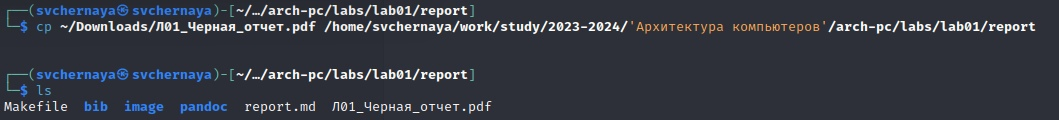 ┌──(svchernaya㉿svchernaya)-[~/…/arch-pc/labs/lab01/report]
└─$ cp ~/Downloads/Л01_Черная_отчет.pdf /home/svchernaya/work/study/2023-2024/'Архитектура компьютеров'/arch-pc/labs/lab01/report
┌──(svchernaya㉿svchernaya)-[~/…/arch-pc/labs/lab01/report]
└─$ ls
Makefile  bib  image  pandoc  report.md  Л01_Черная_отчет.pdf